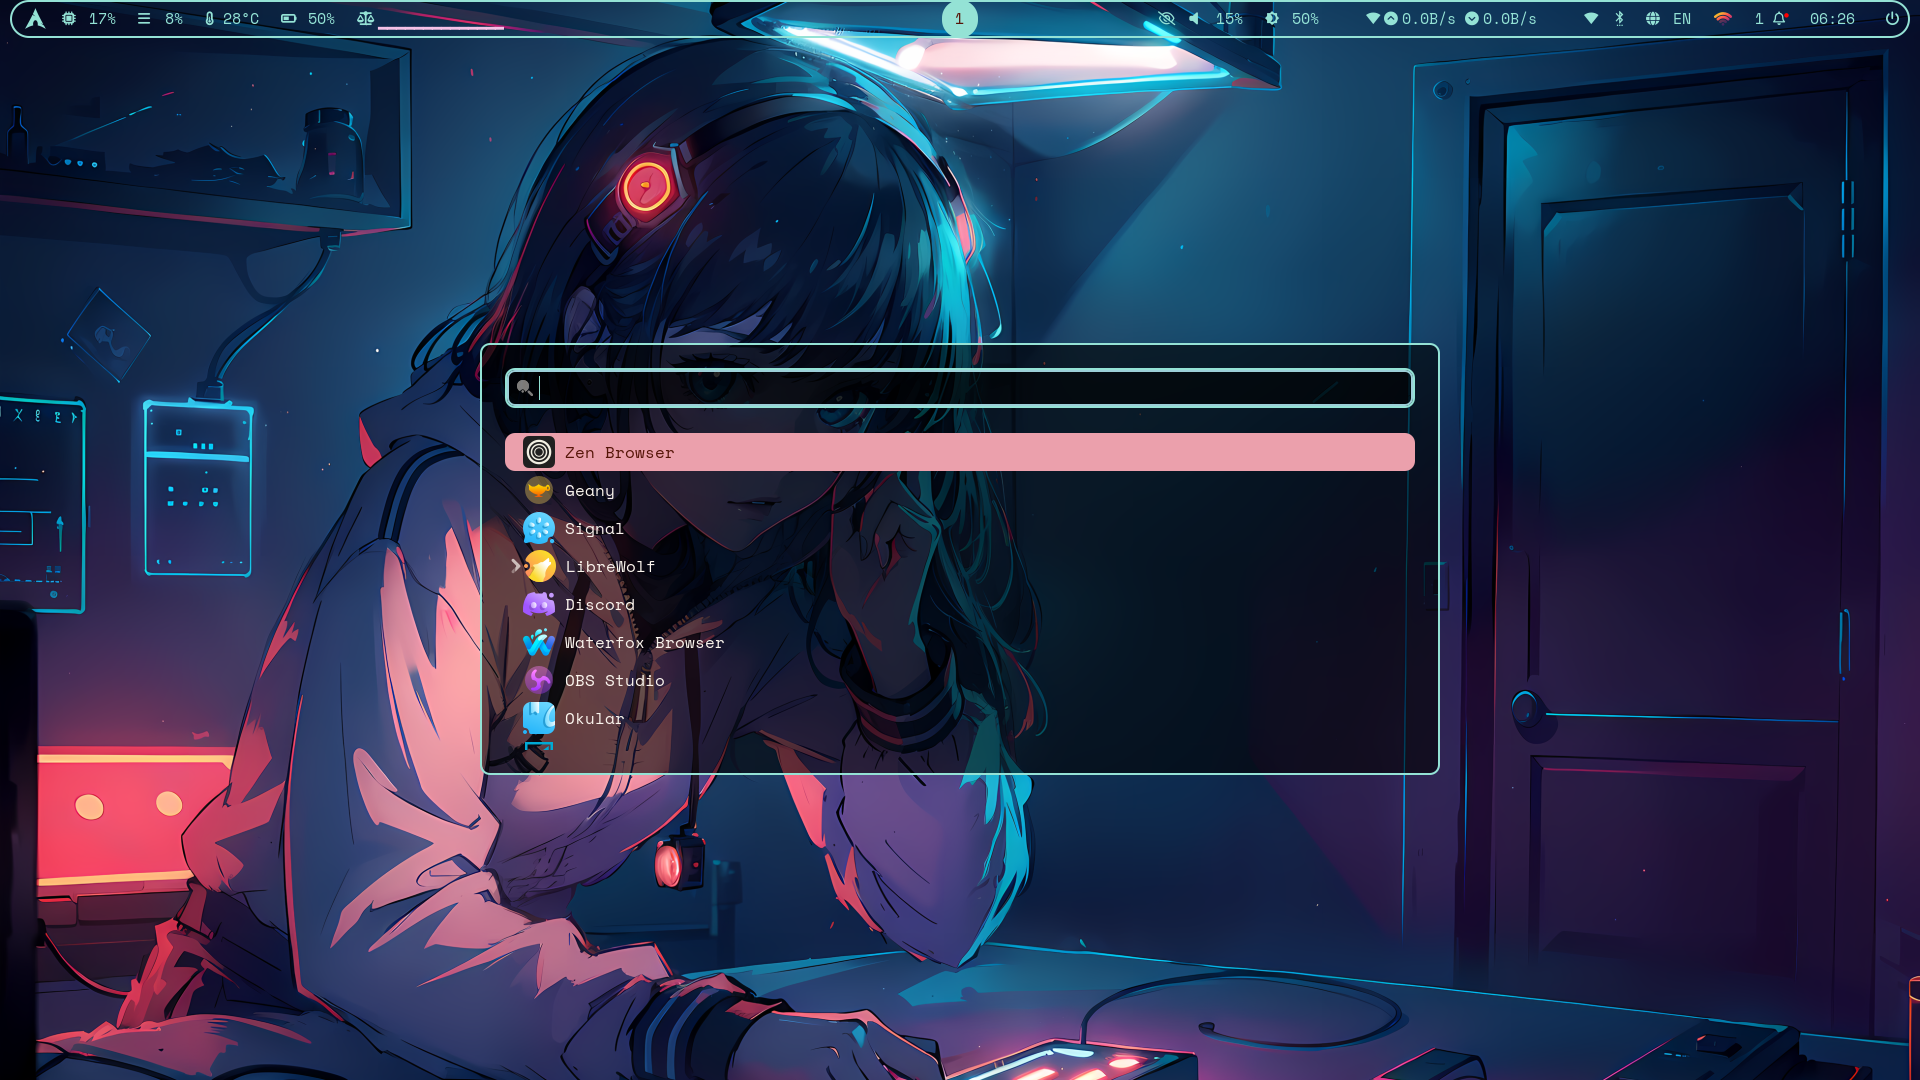 17% 8% 28°C 50% 1 15% 50% 0.0B/s 0.0B/s EN 1 06:26
Zen Browser
Geany
Signal
LibreWolf
Discord
Waterfox Browser
OBS Studio
Okular